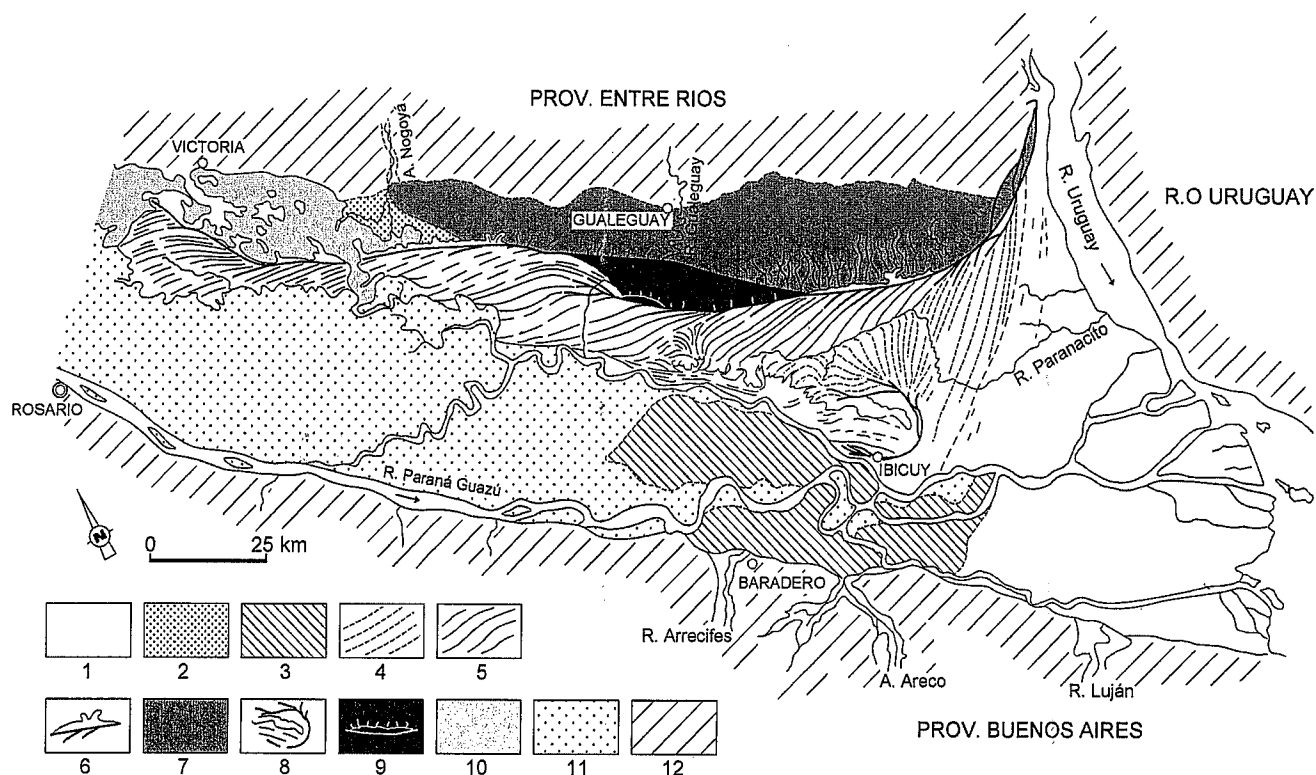 PROV. ENTRE RIOS
VICTORIA
A. Nogoyá
GUALEGUAY
R. Gualeguay
R. Uruguay
R.O URUGUAY
R. Paranacito
ROSARIO
IBICUY
R. Paraná Guazú
N
0 25 km
BARADERO
R. Arrecifes
A. Areco
R. Luján
PROV. BUENOS AIRES
1 2 3 4 5
6 7 8 9 10 11 12